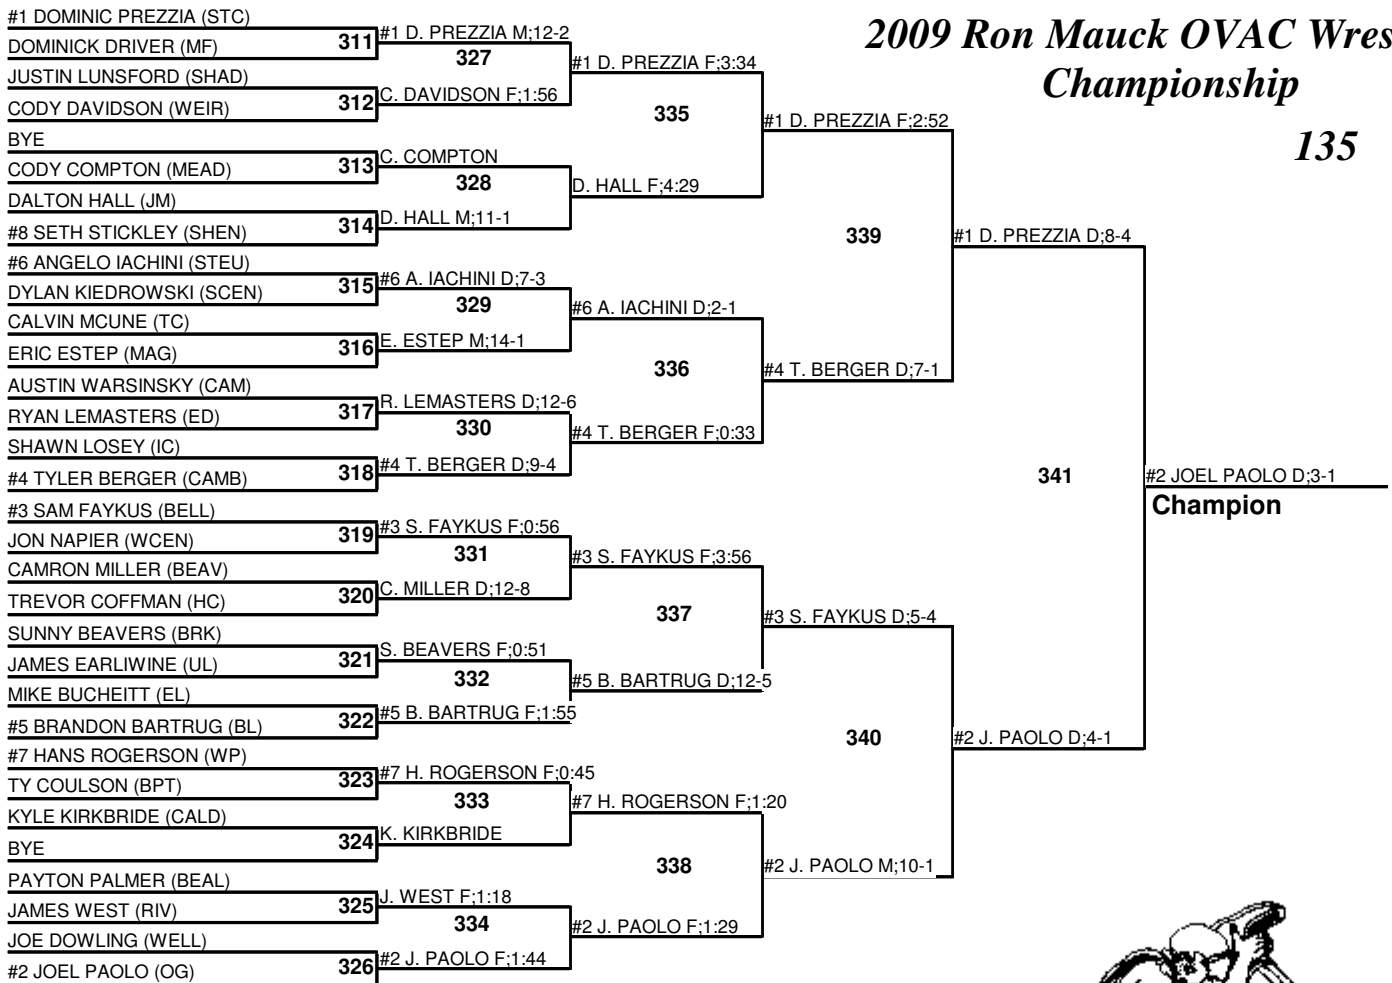 2009 Ron Mauck OVAC Wres
Championship
135
#1 DOMINIC PREZZIA (STC)
DOMINICK DRIVER (MF)
JUSTIN LUNSFORD (SHAD)
CODY DAVIDSON (WEIR)
BYE
CODY COMPTON (MEAD)
DALTON HALL (JM)
#8 SETH STICKLEY (SHEN)
#6 ANGELO IACHINI (STEU)
DYLAN KIEDROWSKI (SCEN)
CALVIN MCUNE (TC)
ERIC ESTEP (MAG)
AUSTIN WARSINSKY (CAM)
RYAN LEMASTERS (ED)
SHAWN LOSEY (IC)
#4 TYLER BERGER (CAMB)
#3 SAM FAYKUS (BELL)
JON NAPIER (WCEN)
CAMRON MILLER (BEAV)
TREVOR COFFMAN (HC)
SUNNY BEAVERS (BRK)
JAMES EARLIWINE (UL)
MIKE BUCHEITT (EL)
#5 BRANDON BARTRUG (BL)
#7 HANS ROGERSON (WP)
TY COULSON (BPT)
KYLE KIRKBRIDE (CALD)
BYE
PAYTON PALMER (BEAL)
JAMES WEST (RIV)
JOE DOWLING (WELL)
#2 JOEL PAOLO (OG)
311
312
313
314
315
316
317
318
319
320
321
322
323
324
325
326
#1 D. PREZZIA M;12-2
327
C. DAVIDSON F;1:56
C. COMPTON
328
D. HALL M;11-1
#6 A. IACHINI D;7-3
329
E. ESTEP M;14-1
R. LEMASTERS D;12-6
330
#4 T. BERGER D;9-4
#3 S. FAYKUS F;0:56
331
C. MILLER D;12-8
S. BEAVERS F;0:51
332
#5 B. BARTRUG F;1:55
#7 H. ROGERSON F;0:45
333
K. KIRKBRIDE
J. WEST F;1:18
334
#2 J. PAOLO F;1:44
#1 D. PREZZIA F;3:34
335
D. HALL F;4:29
#6 A. IACHINI D;2-1
336
#4 T. BERGER F;0:33
#3 S. FAYKUS F;3:56
337
#5 B. BARTRUG D;12-5
#7 H. ROGERSON F;1:20
338
#2 J. PAOLO F;1:29
#1 D. PREZZIA F;2:52
339
#4 T. BERGER D;7-1
#3 S. FAYKUS D;5-4
340
#2 J. PAOLO M;10-1
#1 D. PREZZIA D;8-4
341
#2 J. PAOLO D;4-1
#2 JOEL PAOLO D;3-1
Champion